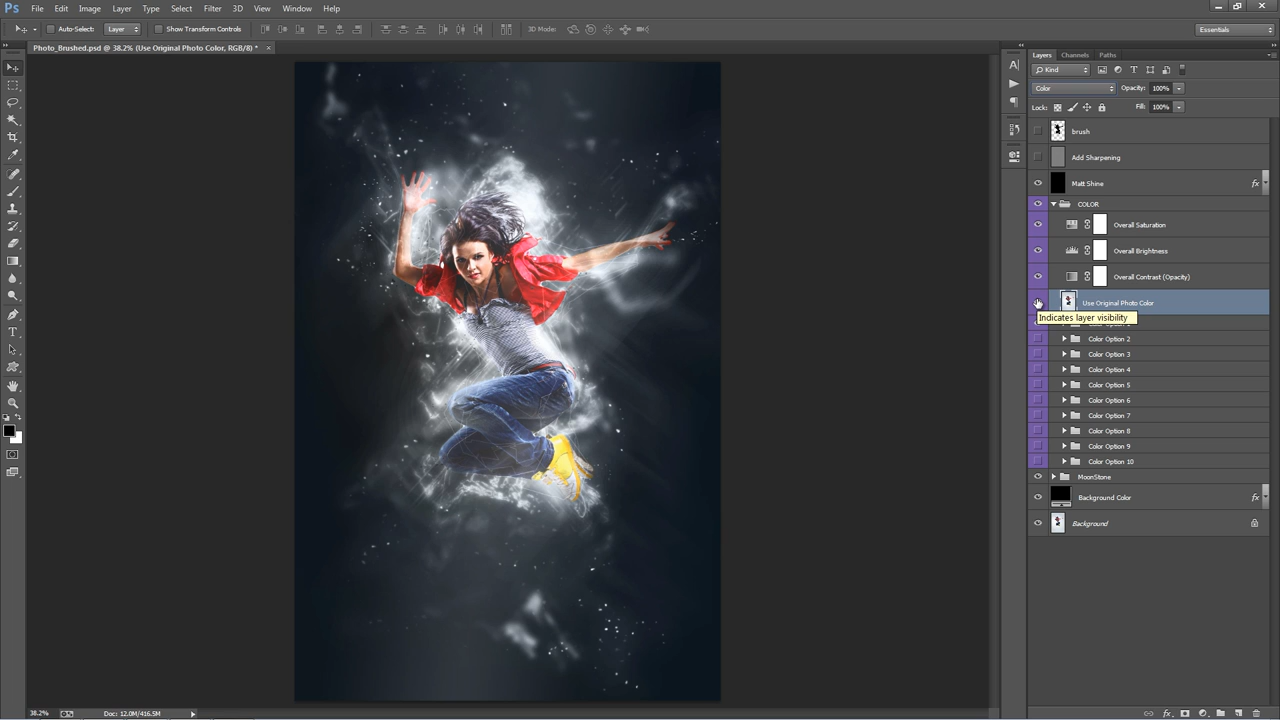 Ps File Edit Image Layer Type Select Filter 3D View Window Help
Auto-Select: Layer Show Transform Controls 3D Mode: Essentials
Photo_Brushed.psd @ 38.2% (Use Original Photo Color, RGB/8) * ×
Layers Channels Paths
Kind
Color Opacity: 100%
Lock: Fill: 100%
brush
Add Sharpening
Matt Shine fx
COLOR
Overall Saturation
Overall Brightness
Overall Contrast (Opacity)
Use Original Photo Color
Indicates layer visibility
Color Option 2
Color Option 3
Color Option 4
Color Option 5
Color Option 6
Color Option 7
Color Option 8
Color Option 9
Color Option 10
MoonStone
Background Color fx
Background
38.2% Doc: 12.0M/416.5M